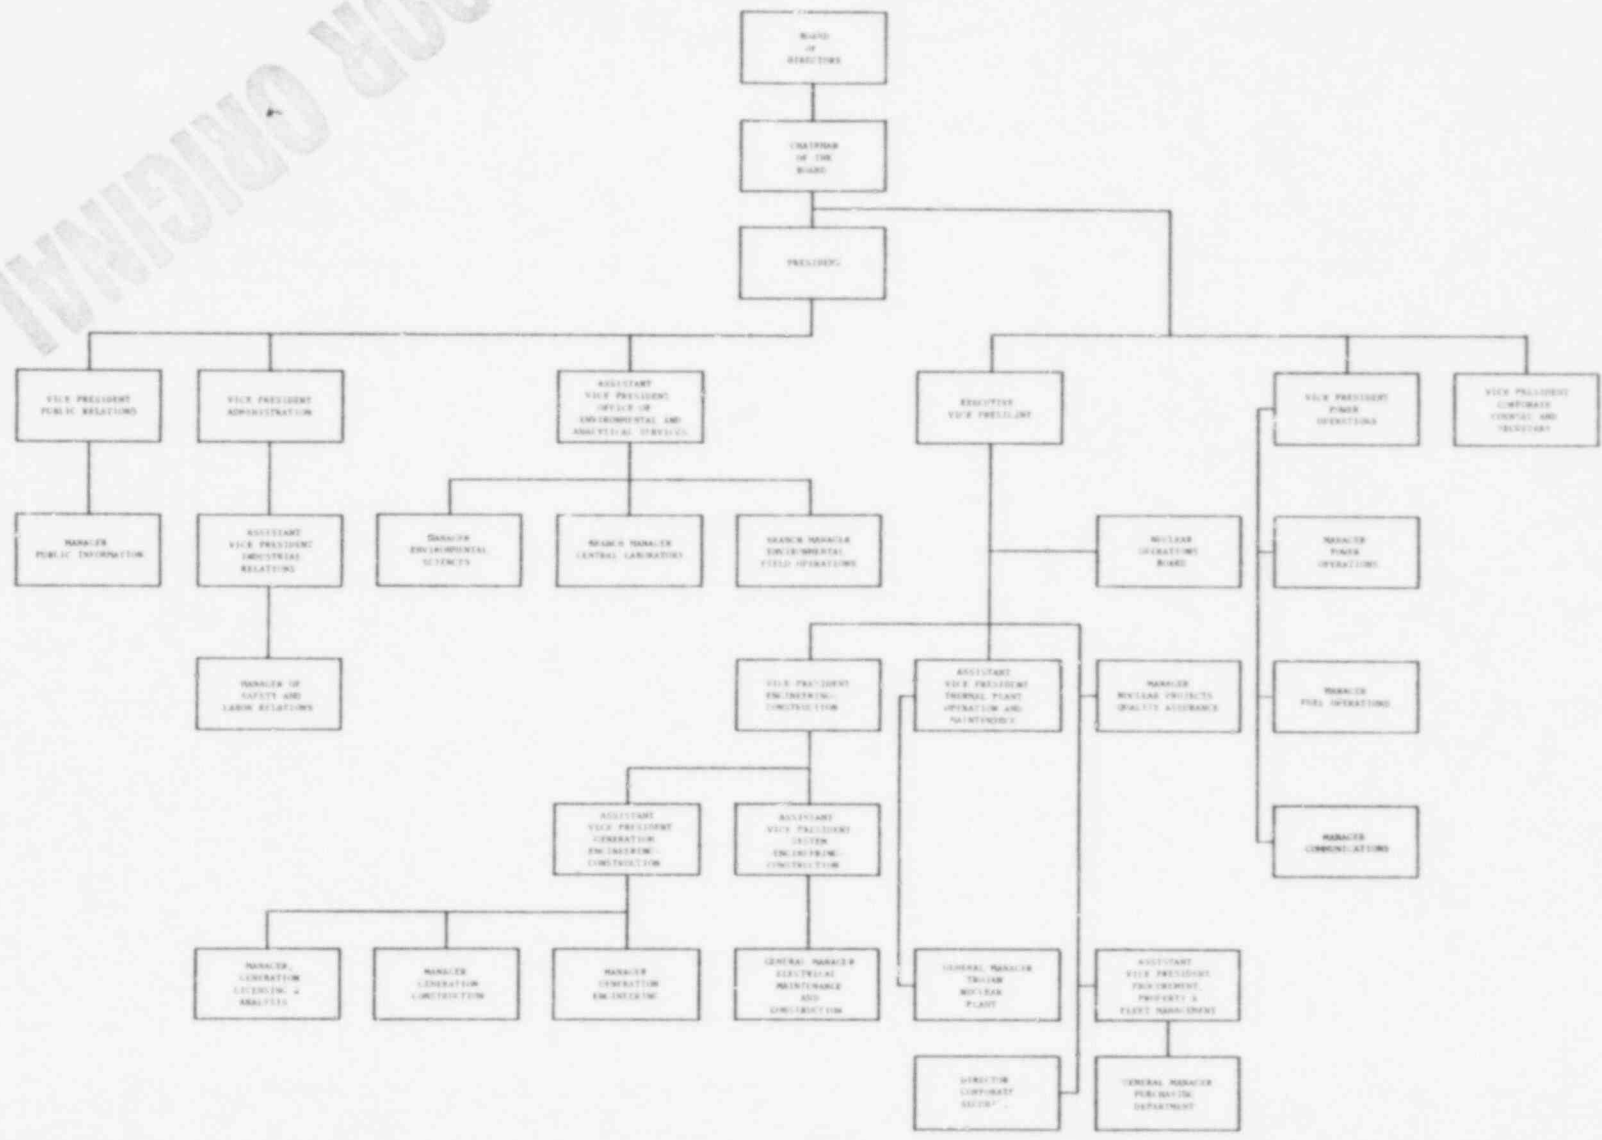 OOR ORIGINAL
BOARD
OF
DIRECTORS
CHAIRMAN
OF THE
BOARD
PRESIDENT
VICE PRESIDENT
PUBLIC RELATIONS
VICE PRESIDENT
ADMINISTRATION
ASSISTANT
VICE PRESIDENT
OFFICE OF
ENVIRONMENTAL AND
ANALYTICAL SERVICES
EXECUTIVE
VICE PRESIDENT
VICE PRESIDENT
POWER
OPERATIONS
VICE PRESIDENT
CORPORATE
COUNSEL AND
SECRETARY
MANAGER
PUBLIC INFORMATION
ASSISTANT
VICE PRESIDENT
INDUSTRIAL
RELATIONS
MANAGER
ENVIRONMENTAL
SCIENCES
BRANCH MANAGER
CENTRAL LABORATORY
BRANCH MANAGER
ENVIRONMENTAL
FIELD OPERATIONS
NUCLEAR
OPERATIONS
BOARD
MANAGER
POWER
OPERATIONS
MANAGER OF
SAFETY AND
LABOR RELATIONS
VICE PRESIDENT
ENGINEERING-
CONSTRUCTION
ASSISTANT
VICE PRESIDENT
THERMAL PLANT
OPERATION AND
MAINTENANCE
MANAGER
NUCLEAR PROJECTS
QUALITY ASSURANCE
MANAGER
FUEL OPERATIONS
ASSISTANT
VICE PRESIDENT
GENERATION
ENGINEERING-
CONSTRUCTION
ASSISTANT
VICE PRESIDENT
SYSTEM
ENGINEERING-
CONSTRUCTION
MANAGER
COMMUNICATIONS
MANAGER,
GENERATION
LICENSING &
ANALYSIS
MANAGER
GENERATION
CONSTRUCTION
MANAGER
GENERATION
ENGINEERING
GENERAL MANAGER
ELECTRICAL
MAINTENANCE
AND
CONSTRUCTION
GENERAL MANAGER
TROJAN
NUCLEAR
PLANT
ASSISTANT
VICE PRESIDENT
PROCUREMENT,
PROPERTY &
FLEET MANAGEMENT
DIRECTOR
CORPORATE
GENERAL MANAGER
PURCHASING
DEPARTMENT